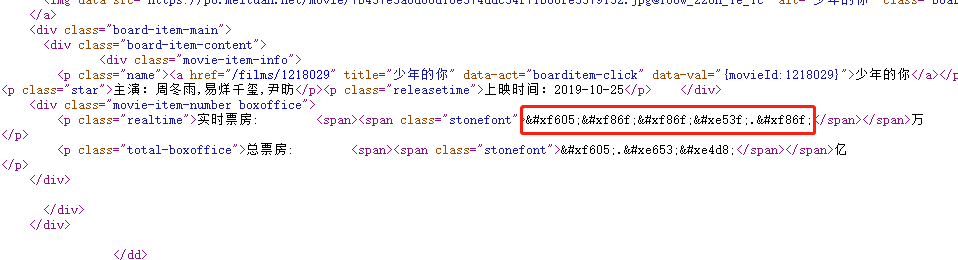 </a>
<div class="board-item-main">
<div class="board-item-content">
<div class="movie-item-info">
<p class="name"><a href="/films/1218029" title="少年的你" data-act="boarditem-click" data-val="{movieId:1218029}">少年的你</a></p>
<p class="star">主演：周冬雨,易烊千玺,尹昉</p><p class="releasetime">上映时间：2019-10-25</p> </div>
<div class="movie-item-number boxoffice">
<p class="realtime">实时票房: <span><span class="stonefont">&#xf605;&#xf86f;&#xf86f;&#xe53f;.&#xf86f;</span></span>万
</p>
<p class="total-boxoffice">总票房: <span><span class="stonefont">&#xf605;.&#xe653;&#xe4d8;</span></span>亿
</p>
</div>
</div>
</div>
</dd>